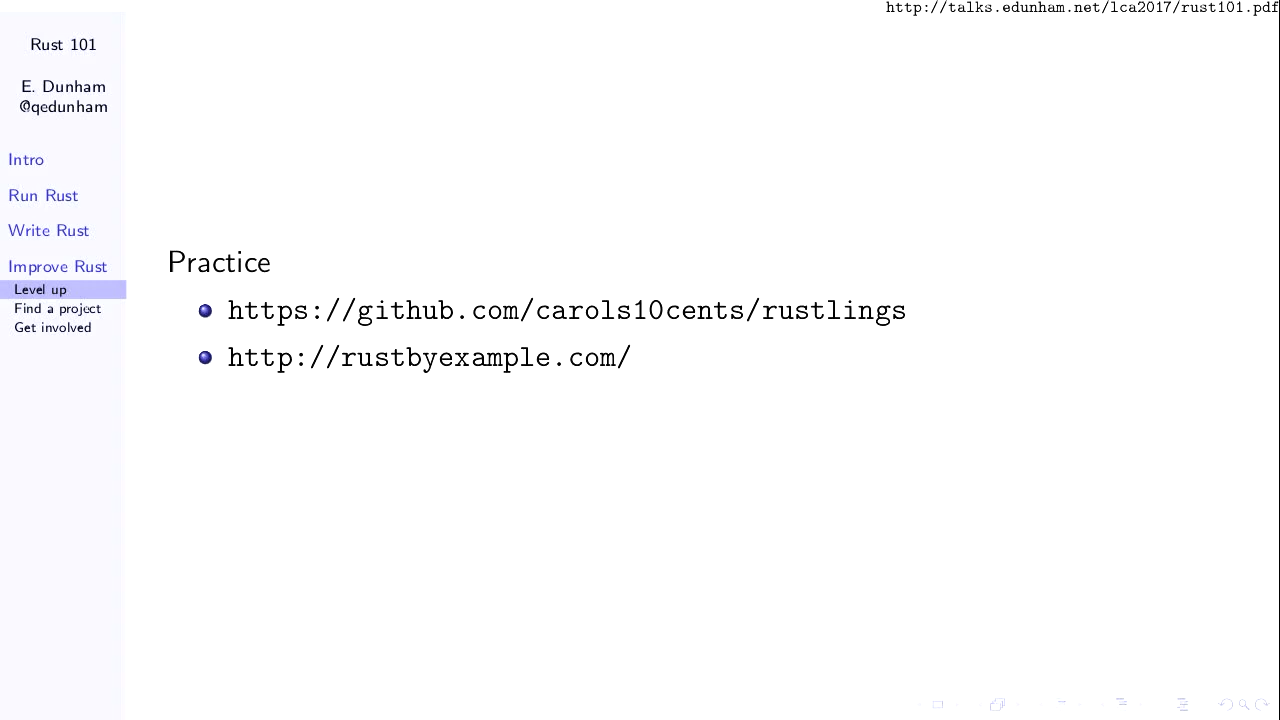 http://talks.edunham.net/lca2017/rust101.pdf
Rust 101
E. Dunham
@qedunham
Intro
Run Rust
Write Rust
Improve Rust
Level up
Find a project
Get involved
Practice
https://github.com/carols10cents/rustlings
http://rustbyexample.com/